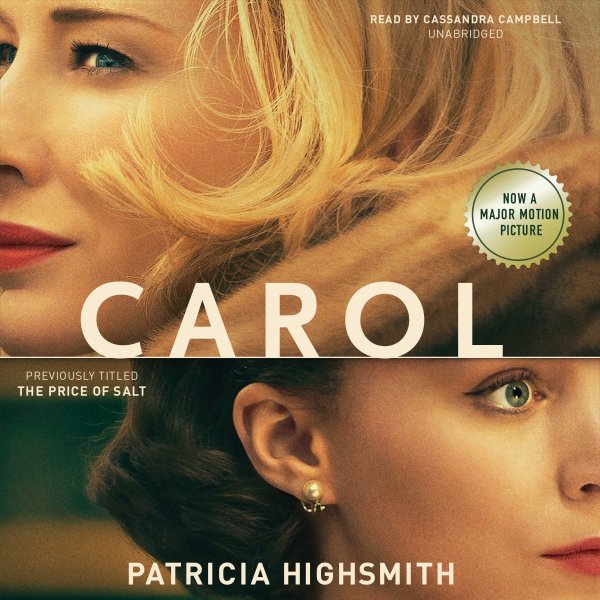 READ BY CASSANDRA CAMPBELL
UNABRIDGED
NOW A
MAJOR MOTION
PICTURE
CAROL
PREVIOUSLY TITLED
THE PRICE OF SALT
PATRICIA HIGHSMITH